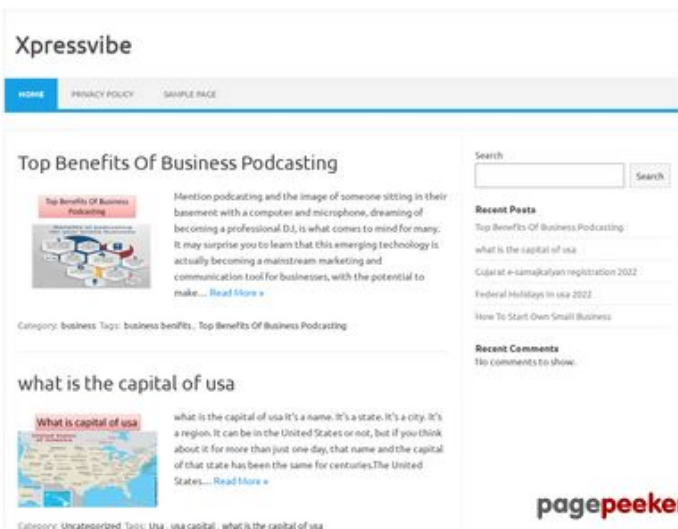 Xpressvibe
HOME PRIVACY POLICY SAMPLE PAGE
Top Benefits Of Business Podcasting
Top Benefits Of Business
Podcasting
Benefits of podcasting
Mention podcasting and the image of someone sitting in their
basement with a computer and microphone, dreaming of
becoming a professional DJ, is what comes to mind for many.
It may surprise you to learn that this emerging technology is
actually becoming a mainstream marketing and
communication tool for businesses, with the potential to
make… Read More »
Category: business Tags: business benifits, Top Benefits Of Business Podcasting
what is the capital of usa
What is capital of usa
United States
of America
what is the capital of usa It's a name. It's a state. It's a city. It's
a region. It can be in the United States or not, but if you think
about it for more than just one day, that name and the capital
of that state has been the same for centuries.The United
States… Read More »
Category: Uncategorized Tags: Usa, usa capital, what is the capital of usa
Search
Search
Recent Posts
Top Benefits Of Business Podcasting
what is the capital of usa
Gujarat e-samajkalyan registration 2022
Federal Holidays in usa 2022
How To Start Own Small Business
Recent Comments
No comments to show.
pagepeeke